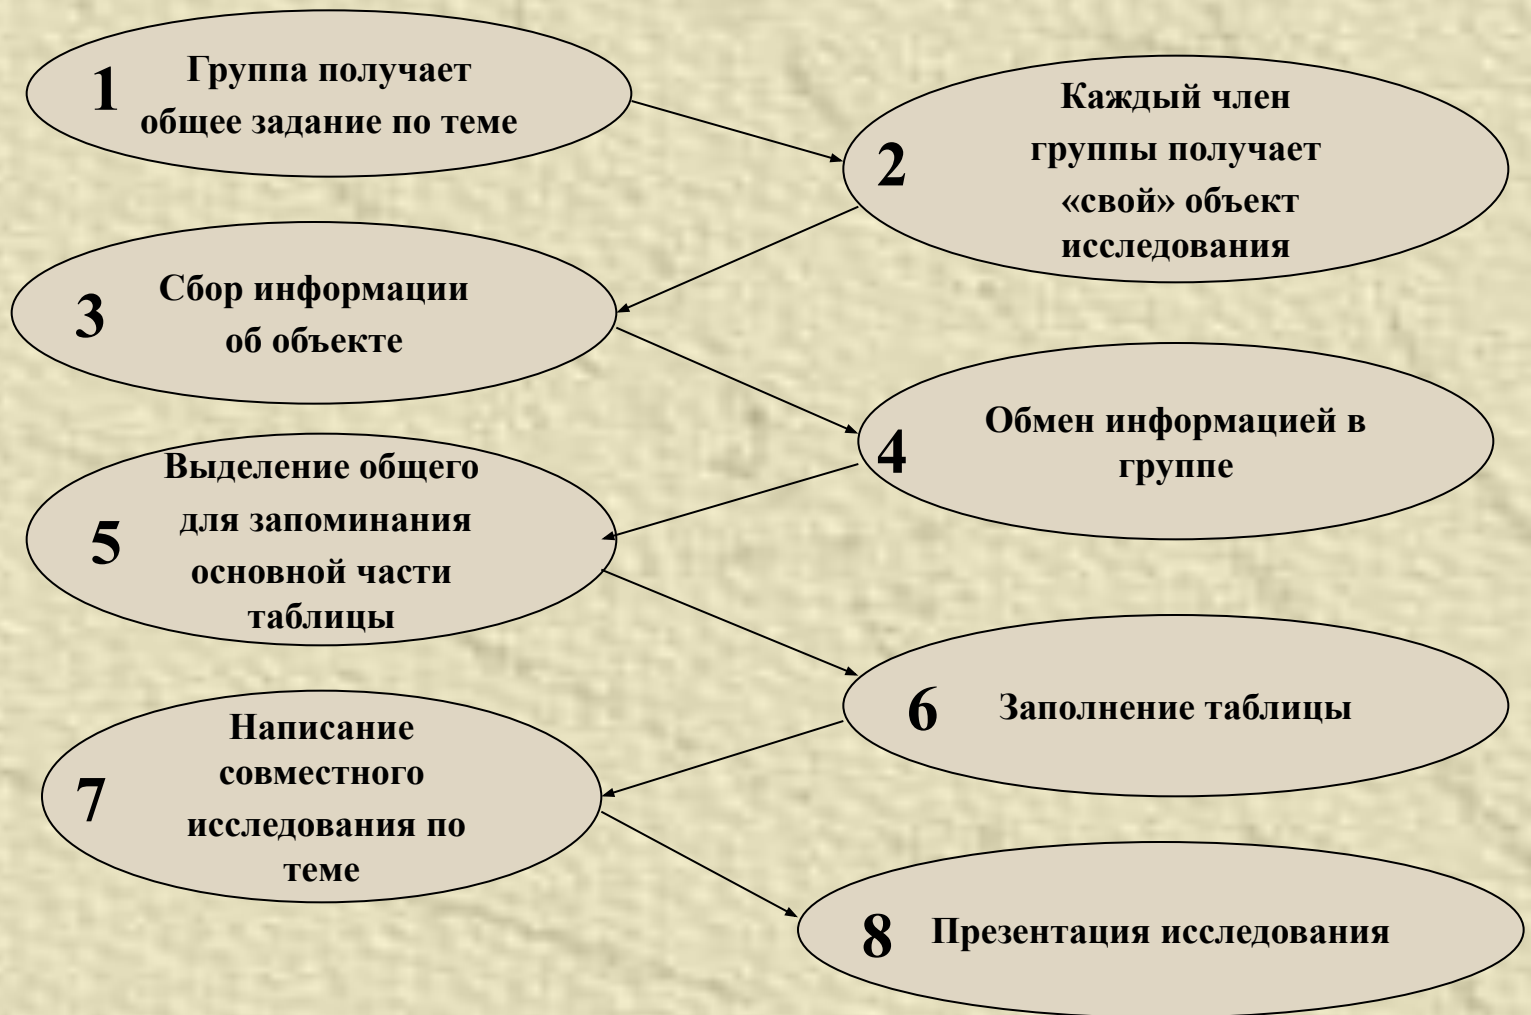 1
Группа получает
общее задание по теме
2
Каждый член
группы получает
«свой» объект
исследования
3
Сбор информации
об объекте
4
Обмен информацией в
группе
5
Выделение общего
для запоминания
основной части
таблицы
6
Заполнение таблицы
7
Написание
совместного
исследования по
теме
8
Презентация исследования